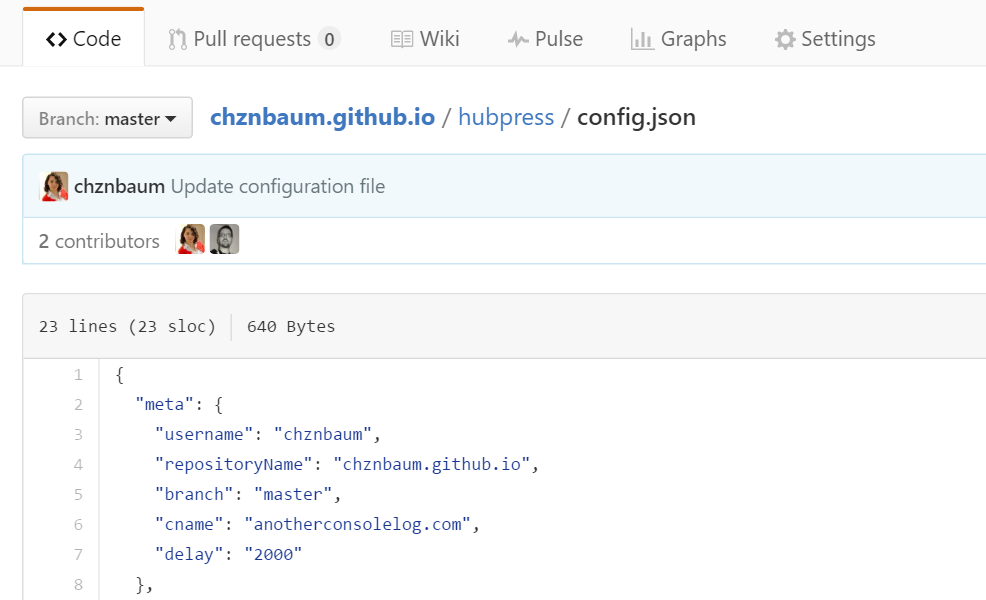 Code Pull requests 0 Wiki Pulse Graphs Settings
Branch: master chznbaum.github.io / hubpress / config.json
chznbaum Update configuration file
2 contributors
23 lines (23 sloc) 640 Bytes
1 {
2 "meta": {
3 "username": "chznbaum",
4 "repositoryName": "chznbaum.github.io",
5 "branch": "master",
6 "cname": "anotherconsolelog.com",
7 "delay": "2000"
8 },